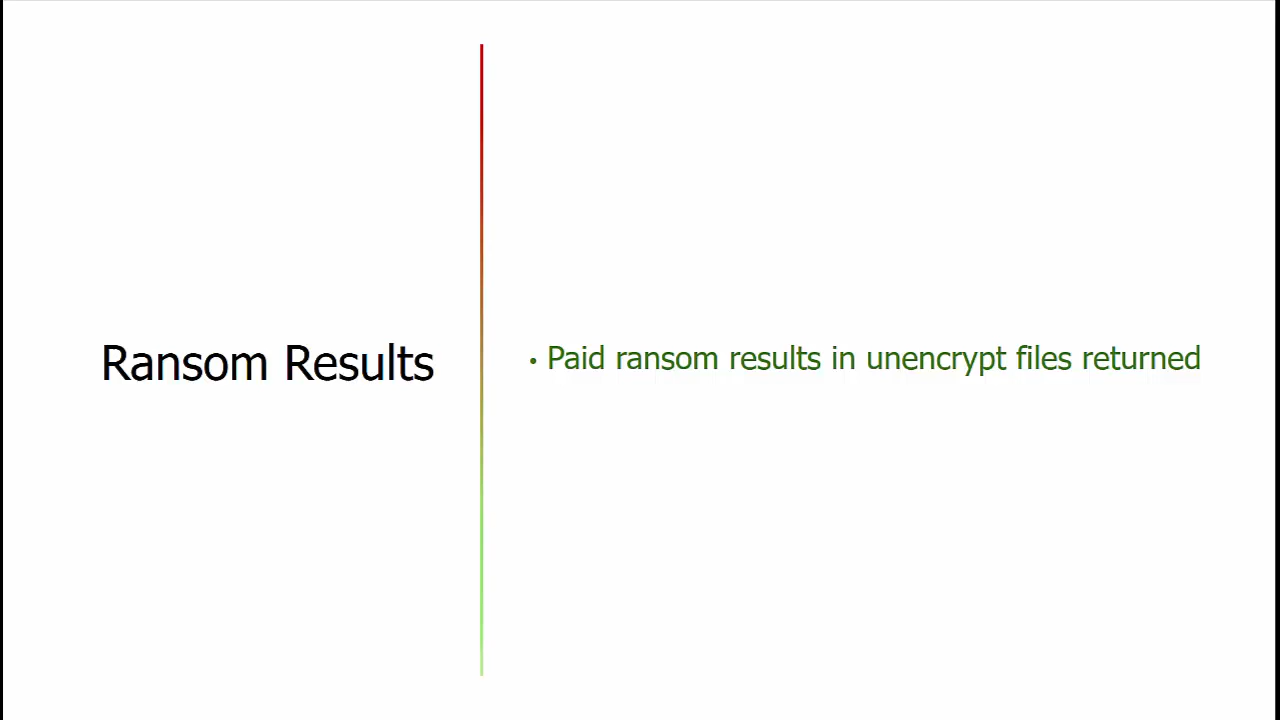 Ransom Results
• Paid ransom results in unencrypt files returned